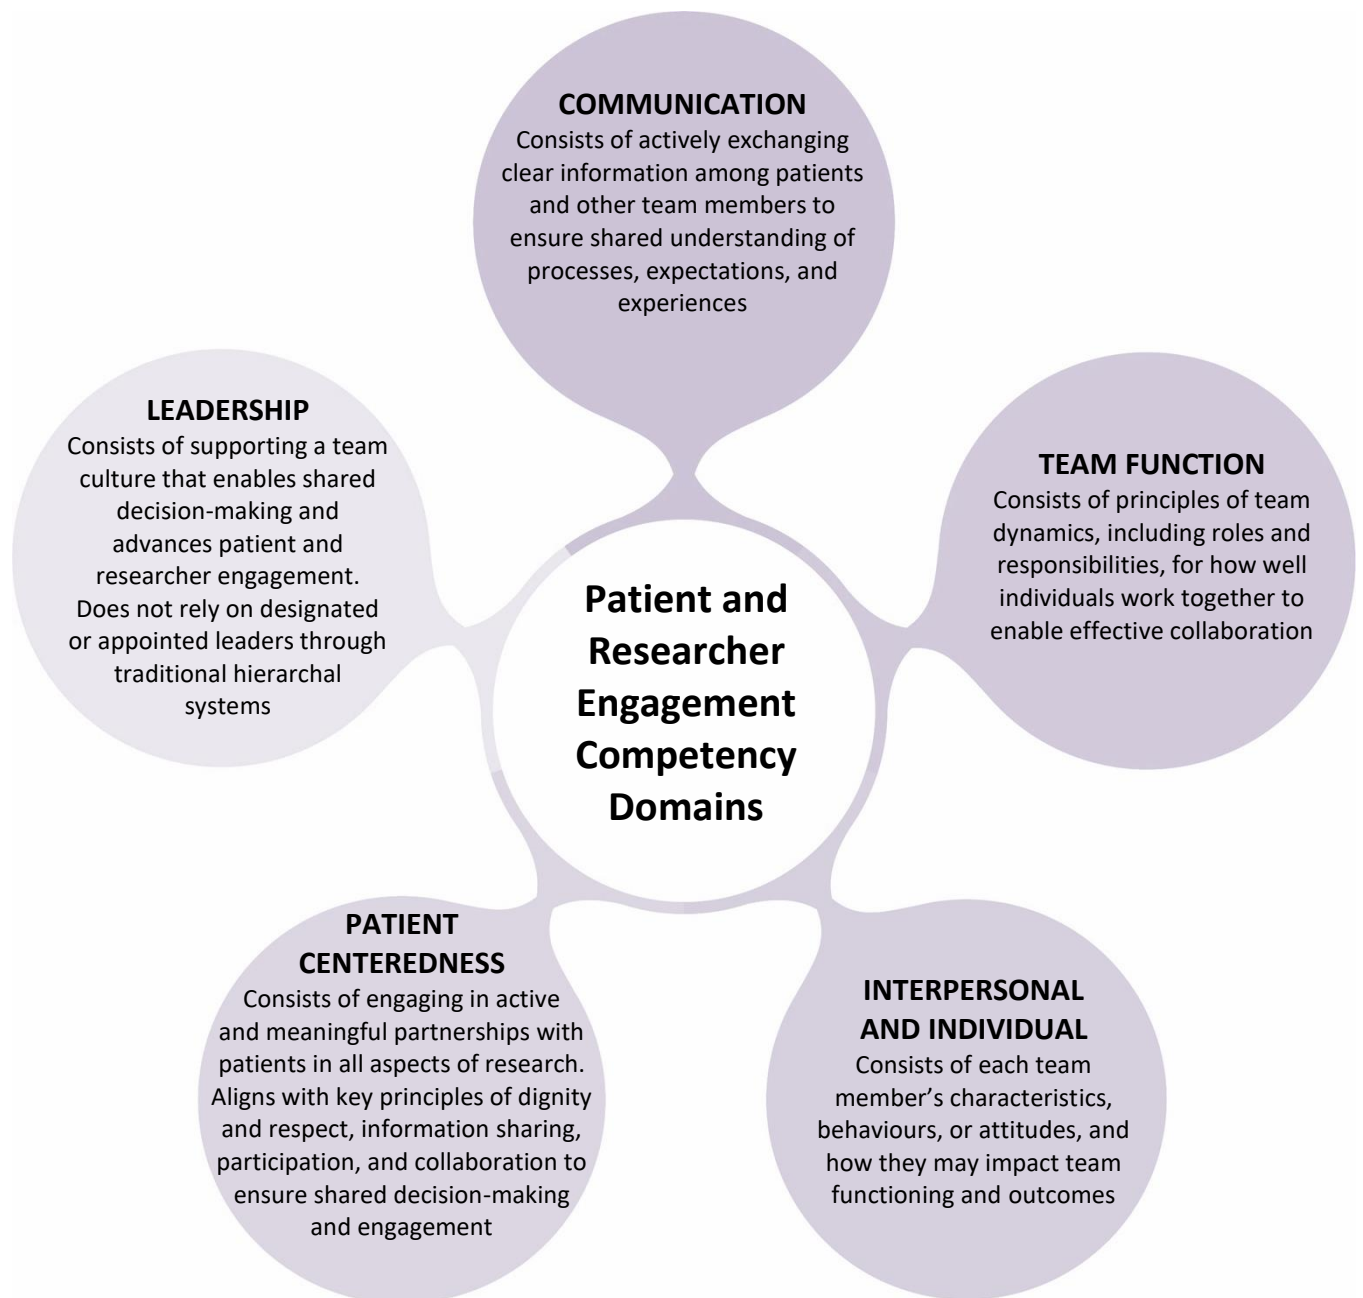 COMMUNICATION
Consists of actively exchanging
clear information among patients
and other team members to
ensure shared understanding of
processes, expectations, and
experiences
TEAM FUNCTION
Consists of principles of team
dynamics, including roles and
responsibilities, for how well
individuals work together to
enable effective collaboration
INTERPERSONAL
AND INDIVIDUAL
Consists of each team
member’s characteristics,
behaviours, or attitudes, and
how they may impact team
functioning and outcomes
PATIENT
CENTEREDNESS
Consists of engaging in active
and meaningful partnerships with
patients in all aspects of research.
Aligns with key principles of dignity
and respect, information sharing,
participation, and collaboration to
ensure shared decision-making
and engagement
LEADERSHIP
Consists of supporting a team
culture that enables shared
decision-making and
advances patient and
researcher engagement.
Does not rely on designated
or appointed leaders through
traditional hierarchal
systems
Patient and
Researcher
Engagement
Competency
Domains